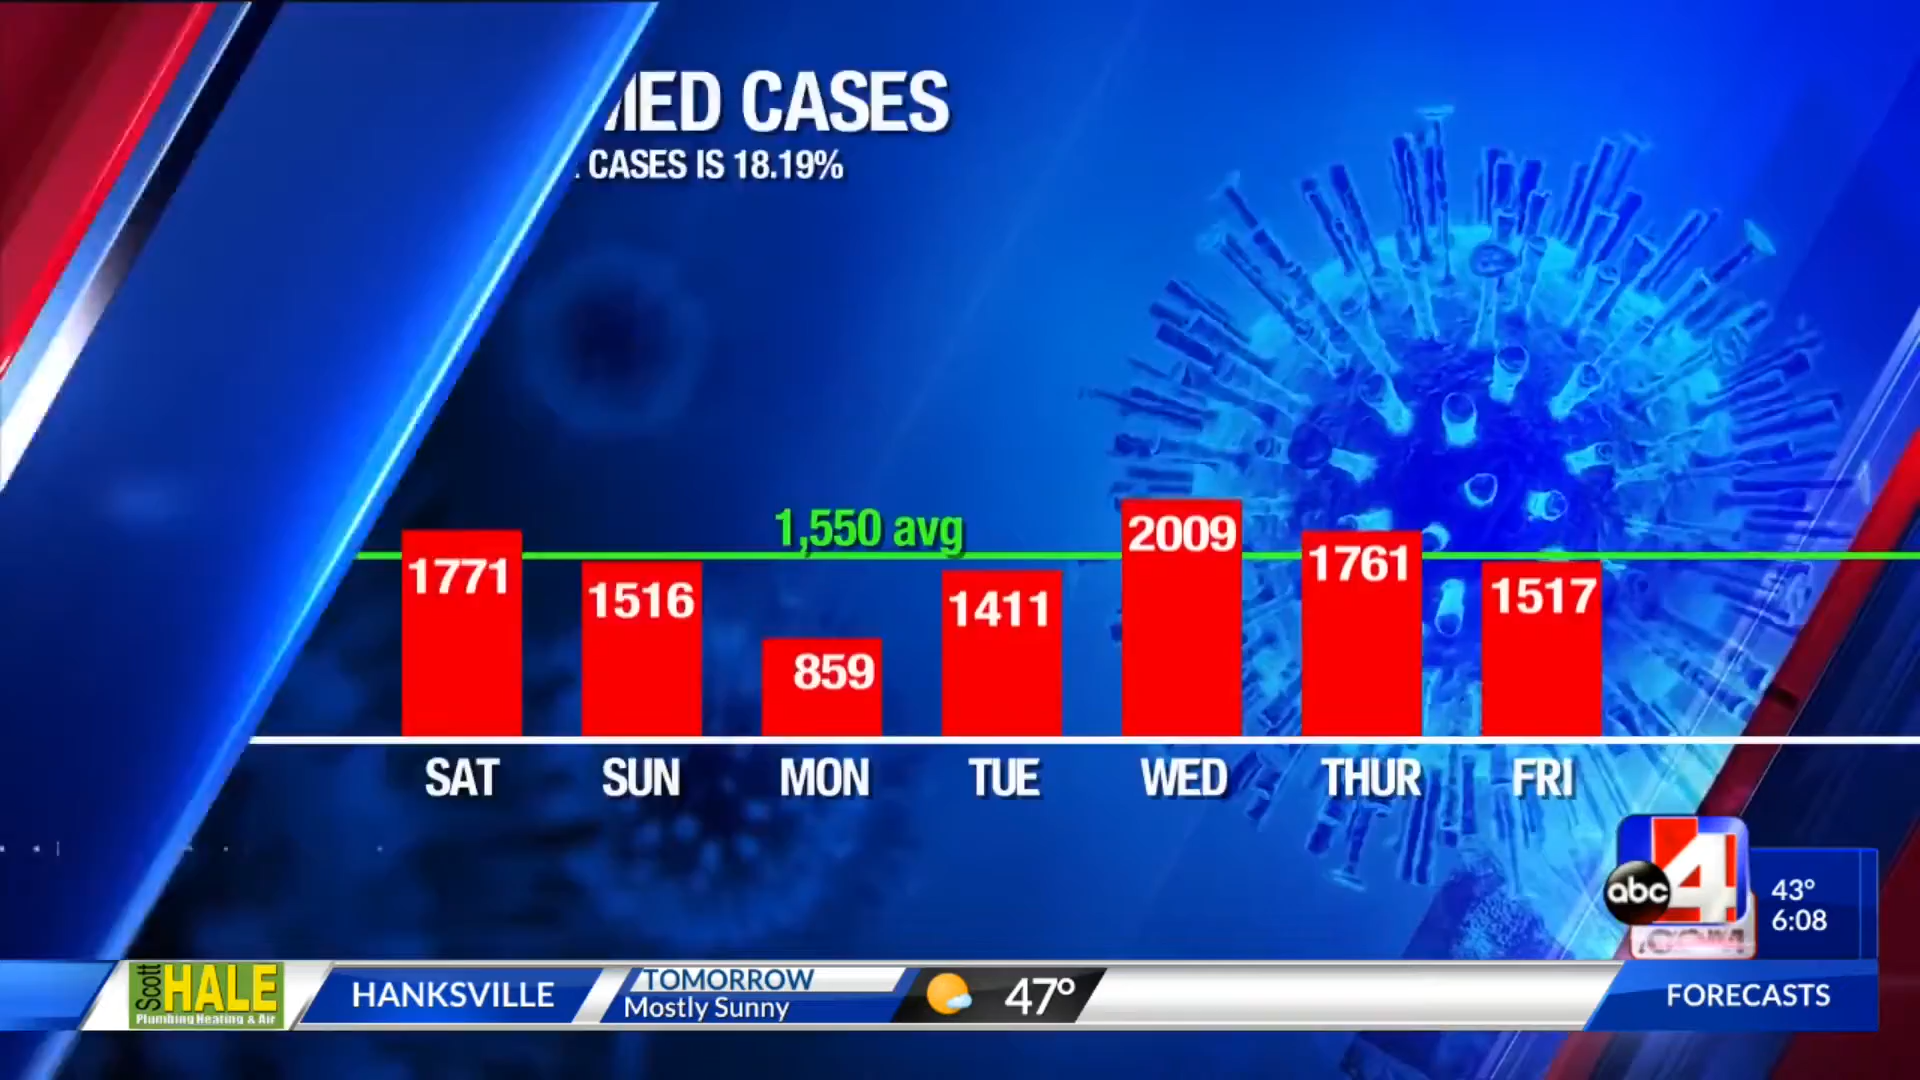 IED CASES
CASES IS 18.19%
1,550 avg
1771
1516
859
1411
2009
1761
1517
SAT
SUN
MON
TUE
WED
THUR
FRI
abc
4
43°
6:08
Scott
HALE
Plumbing Heating & Air
HANKSVILLE
TOMORROW
Mostly Sunny
47°
FORECASTS